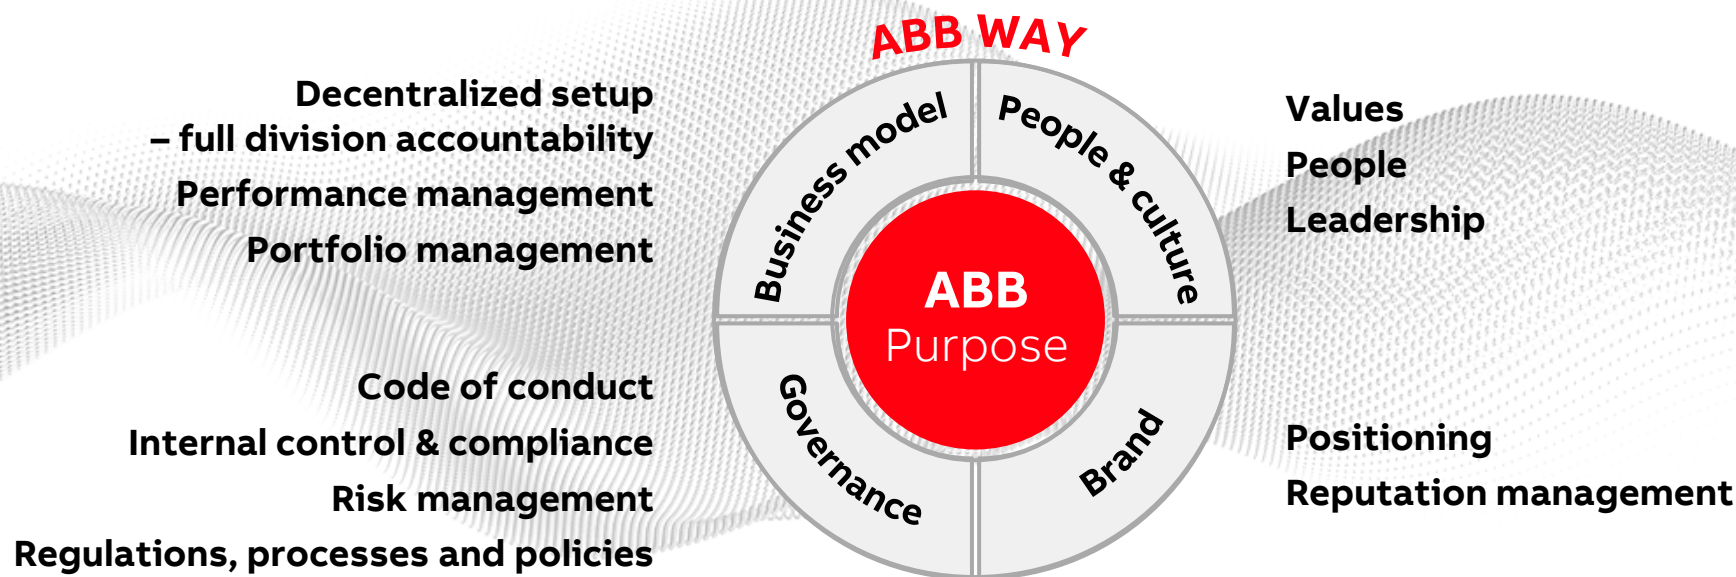 ABB WAY
Decentralized setup
– full division accountability
Performance management
Portfolio management
Business model
People & culture
Values
People
Leadership
ABB
Purpose
Code of conduct
Internal control & compliance
Risk management
Regulations, processes and policies
Governance
Brand
Positioning
Reputation management